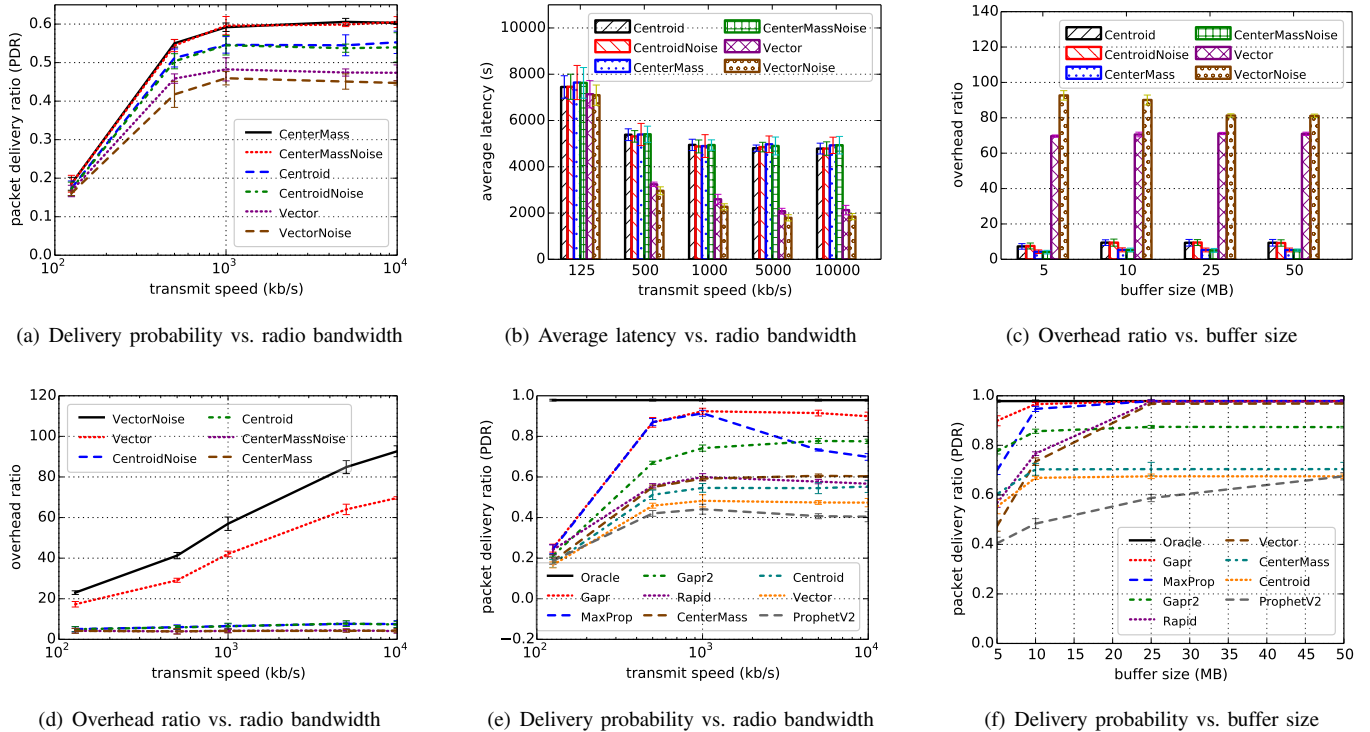 0.6
0.5
0.4
0.3
0.2
0.1
0.0
packet delivery ratio (PDR)
CenterMass
CenterMassNoise
Centroid
CentroidNoise
Vector
VectorNoise
10^2 10^3 10^4
transmit speed (kb/s)
(a) Delivery probability vs. radio bandwidth
10000
8000
6000
4000
2000
0
average latency (s)
Centroid CenterMassNoise
CentroidNoise Vector
CenterMass VectorNoise
125 500 1000 5000 10000
transmit speed (kb/s)
(b) Average latency vs. radio bandwidth
140
120
100
80
60
40
20
0
overhead ratio
Centroid CenterMassNoise
CentroidNoise Vector
CenterMass VectorNoise
5 10 25 50
buffer size (MB)
(c) Overhead ratio vs. buffer size
120
100
80
60
40
20
0
overhead ratio
VectorNoise Centroid
Vector CenterMassNoise
CentroidNoise CenterMass
10^2 10^3 10^4
transmit speed (kb/s)
(d) Overhead ratio vs. radio bandwidth
1.0
0.8
0.6
0.4
0.2
0.0
−0.2
packet delivery ratio (PDR)
Oracle Gapr2 Centroid
Gapr Rapid Vector
MaxProp CenterMass ProphetV2
10^2 10^3 10^4
transmit speed (kb/s)
(e) Delivery probability vs. radio bandwidth
1.0
0.8
0.6
0.4
0.2
0.0
packet delivery ratio (PDR)
Oracle Vector
Gapr CenterMass
MaxProp Centroid
Gapr2 ProphetV2
Rapid
5 10 15 20 25 30 35 40 45 50
buffer size (MB)
(f) Delivery probability vs. buffer size